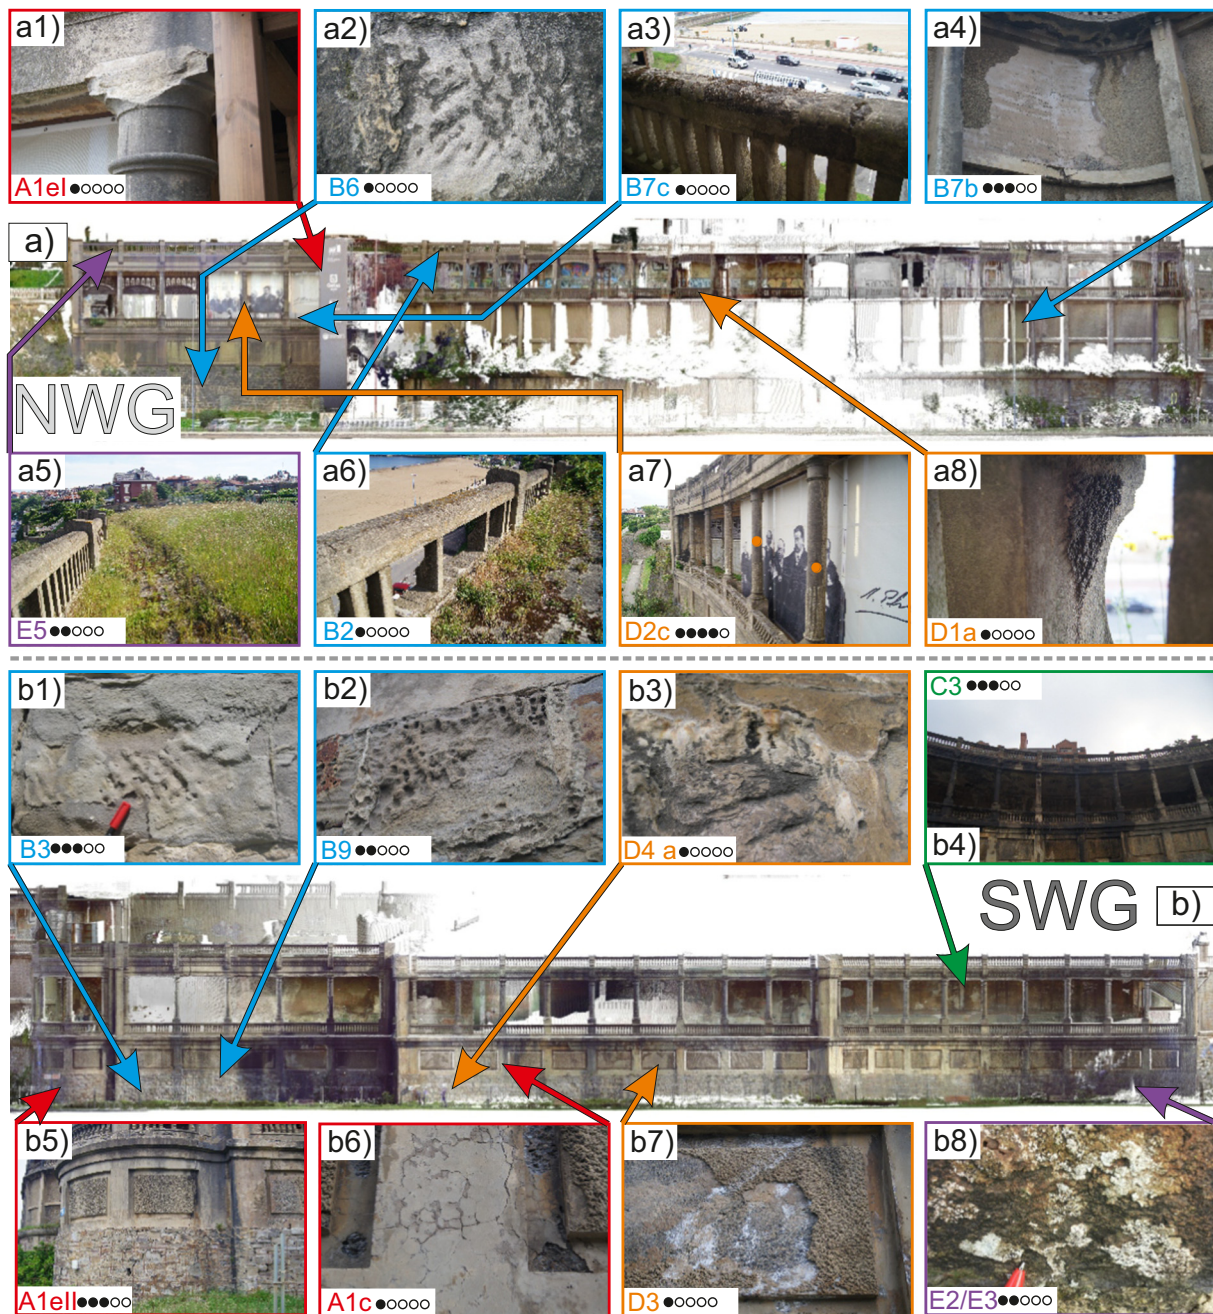 a1)
A1eI ●○○○○
a2)
B6 ●○○○○
a3)
B7c ●○○○○
a4)
B7b ●●●○○
a)
NWG
a5)
E5 ●●○○○
a6)
B2 ●○○○○
a7)
D2c ●●●●○
a8)
D1a ●○○○○
b1)
B3 ●●●○○
b2)
B9 ●●○○○
b3)
D4 a ●○○○○
C3 ●●●○○
b4)
SWG
b)
b5)
A1eII ●●●○○
b6)
A1c ●○○○○
b7)
D3 ●○○○○
b8)
E2/E3 ●●○○○